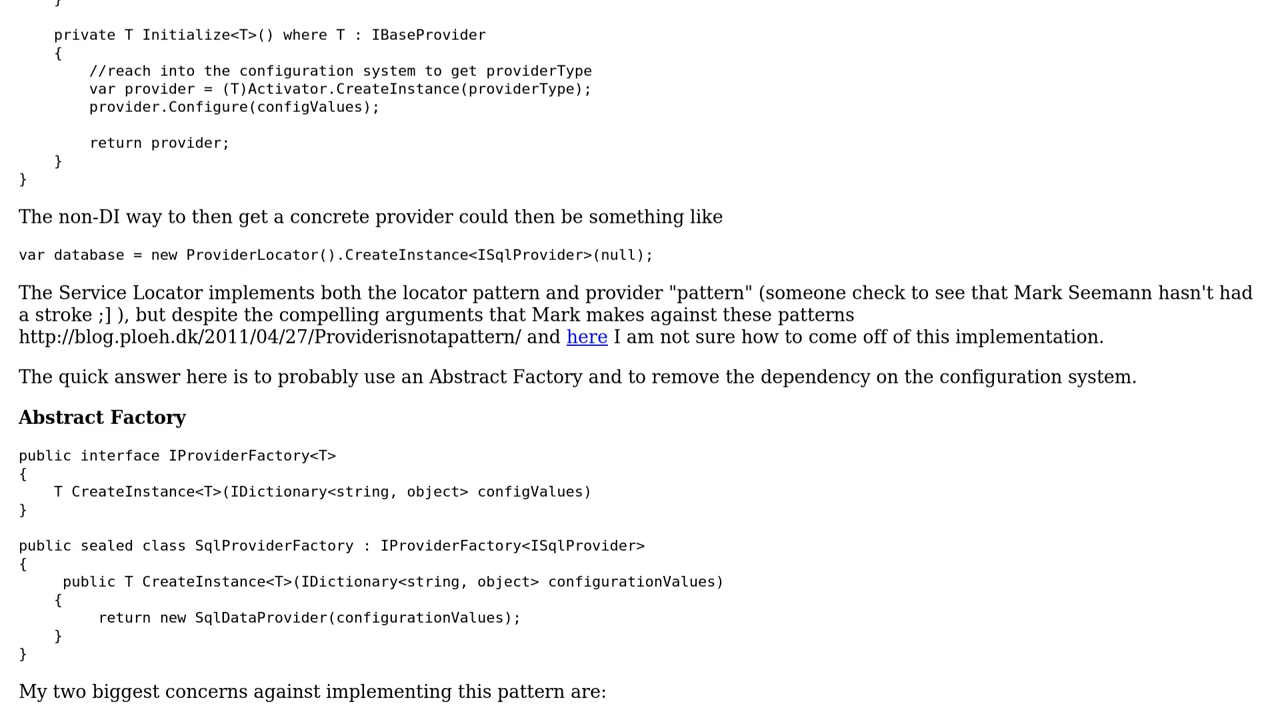 }
    private T Initialize<T>() where T : IBaseProvider
    {
        //reach into the configuration system to get providerType
        var provider = (T)Activator.CreateInstance(providerType);
        provider.Configure(configValues);
        return provider;
    }
}
The non-DI way to then get a concrete provider could then be something like
var database = new ProviderLocator().CreateInstance<ISqlProvider>(null);
The Service Locator implements both the locator pattern and provider "pattern" (someone check to see that Mark Seemann hasn't had
a stroke ;] ), but despite the compelling arguments that Mark makes against these patterns
http://blog.ploeh.dk/2011/04/27/Providerisnotapattern/ and here I am not sure how to come off of this implementation.
The quick answer here is to probably use an Abstract Factory and to remove the dependency on the configuration system.
Abstract Factory
public interface IProviderFactory<T>
{
    T CreateInstance<T>(IDictionary<string, object> configValues)
}
public sealed class SqlProviderFactory : IProviderFactory<ISqlProvider>
{
     public T CreateInstance<T>(IDictionary<string, object> configurationValues)
    {
         return new SqlDataProvider(configurationValues);
    }
}
My two biggest concerns against implementing this pattern are: